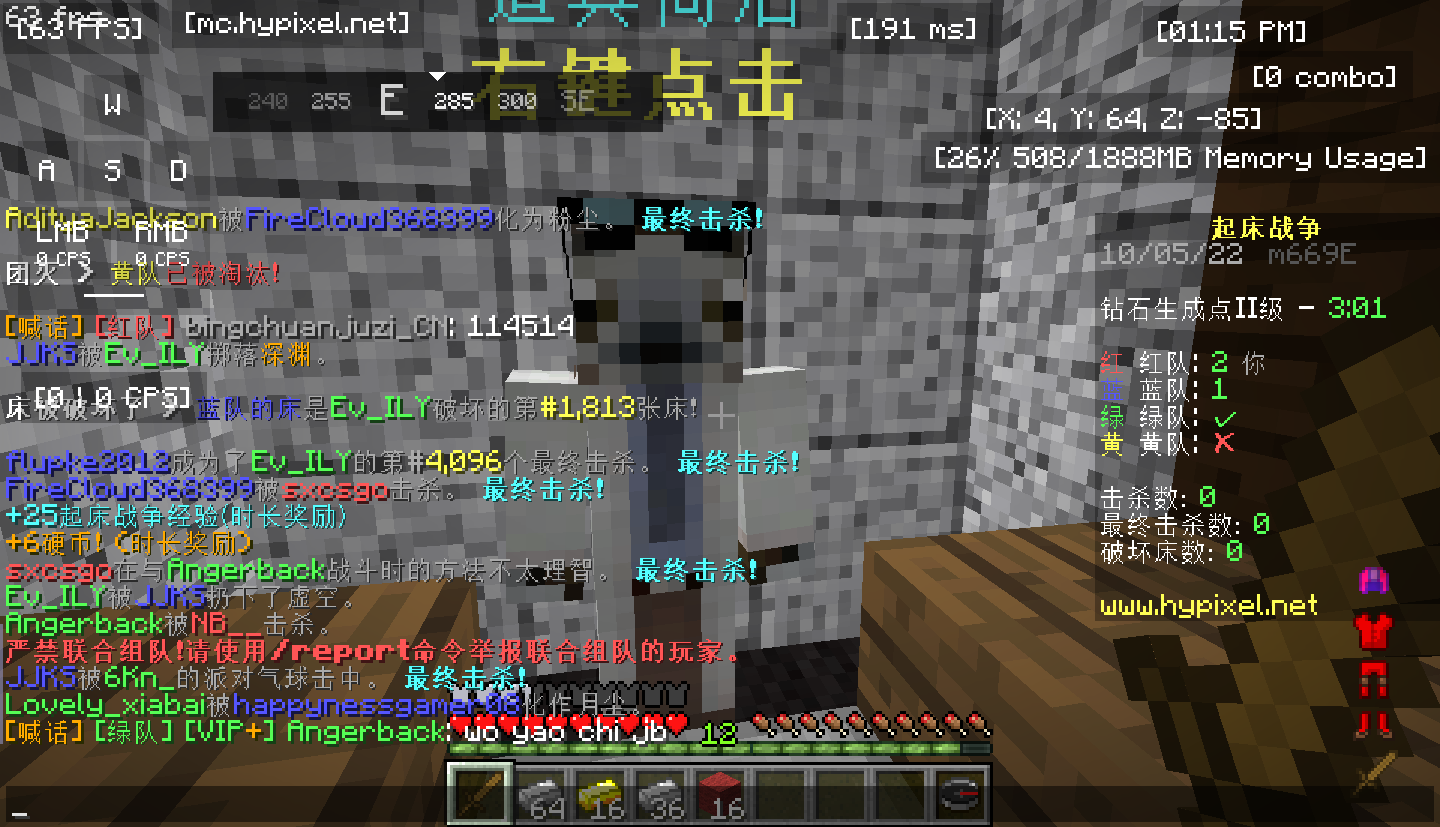 [63 FPS]
[mc.hypixel.net]
[191 ms]
[01:15 PM]
[0 combo]
右键点击
240 255 E 285 300 SE
[X: 4, Y: 64, Z: -85]
[26% 508/1888MB Memory Usage]
W
A S D
LMB RMB
0 CPS 0 CPS
[0 | 0 CPS]
AdityaJackson被FireCloud368399化为粉尘。 最终击杀!
团灭 > 黄队已被淘汰!
[喊话] [红队] bingchuan.juzi_CN: 114514
JJK5被Ev_ILY掷落深渊。
床被破坏了 > 蓝队的床是Ev_ILY破坏的第#1,813张床!
flupke2012成为了Ev_ILY的第#4,096个最终击杀。 最终击杀!
FireCloud368399被sxcsgo击杀。 最终击杀!
+25起床战争经验(时长奖励)
+6硬币! (时长奖励)
sxcsgo在与Angerback战斗时的方法不太理智。 最终击杀!
Ev_ILY被JJK5扔下了虚空。
Angerback被NB__击杀。
严禁联合组队!请使用/report命令举报联合组队的玩家。
JJK5被6Kn_的派对气球击中。 最终击杀!
Lovely_xiabai被happynessgamer08化作月尘。
[喊话] [绿队] [VIP+] Angerback: wo yao chi jb
起床战争
10/05/22 m669E
钻石生成点II级 - 3:01
红 红队: 2 你
蓝 蓝队: 1
绿 绿队: ✓
黄 黄队: ✗
击杀数: 0
最终击杀数: 0
破坏床数: 0
www.hypixel.net
12
64 16 36 16